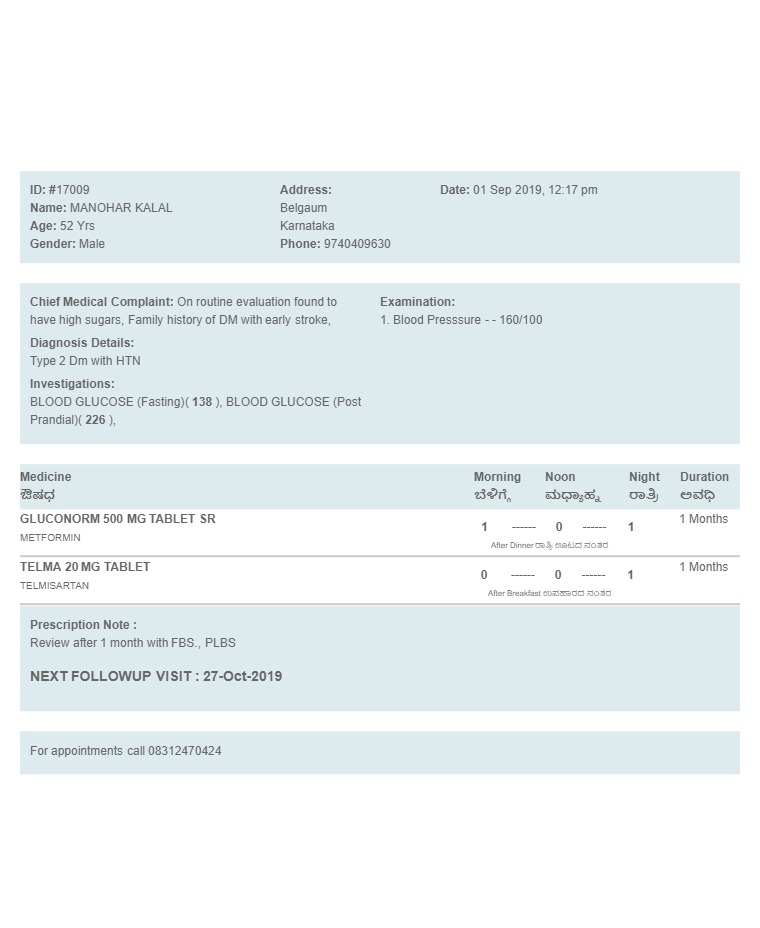 ID: #17009
Name: MANOHAR KALAL
Age: 52 Yrs
Gender: Male
Address:
Belgaum
Karnataka
Phone: 9740409630
Date: 01 Sep 2019, 12:17 pm
Chief Medical Complaint: On routine evaluation found to
have high sugars, Family history of DM with early stroke,
Diagnosis Details:
Type 2 Dm with HTN
Investigations:
BLOOD GLUCOSE (Fasting)( 138 ), BLOOD GLUCOSE (Post
Prandial)( 226 ),
Examination:
1. Blood Presssure - - 160/100
Medicine Morning Noon Night Duration
ಔಷಧ ಬೆಳಿಗ್ಗೆ ಮಧ್ಯಾಹ್ನ ರಾತ್ರಿ ಅವಧಿ
GLUCONORM 500 MG TABLET SR 1 ------ 0 ------ 1 1 Months
METFORMIN
After Dinner ರಾತ್ರಿ ಊಟದ ನಂತರ
TELMA 20 MG TABLET 0 ------ 0 ------ 1 1 Months
TELMISARTAN
After Breakfast ಉಪಹಾರದ ನಂತರ
Prescription Note :
Review after 1 month with FBS., PLBS
NEXT FOLLOWUP VISIT : 27-Oct-2019
For appointments call 08312470424